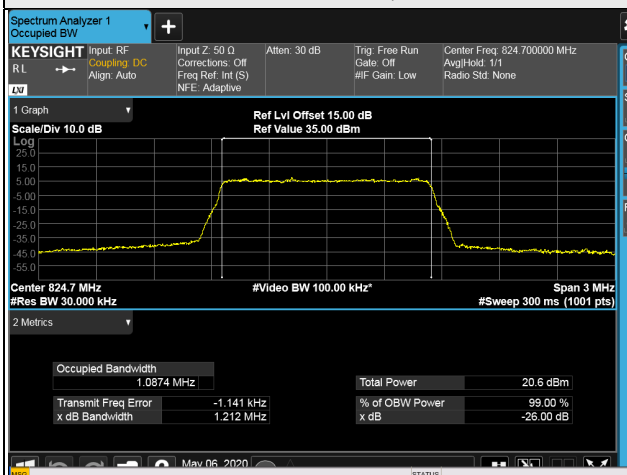 Spectrum Analyzer 1
Occupied BW
KEYSIGHT
RL
LXI
Input: RF
Coupling: DC
Align: Auto
Input Z: 50 Ω
Corrections: Off
Freq Ref: Int (S)
NFE: Adaptive
Atten: 30 dB
Trig: Free Run
Gate: Off
#IF Gain: Low
Center Freq: 824.700000 MHz
Avg|Hold: 1/1
Radio Std: None
1 Graph
Scale/Div 10.0 dB
Ref Lvl Offset 15.00 dB
Ref Value 35.00 dBm
Log
25.0
15.0
5.00
-5.00
-15.0
-25.0
-35.0
-45.0
-55.0
Center 824.7 MHz
#Video BW 100.00 kHz*
Span 3 MHz
#Res BW 30.000 kHz
#Sweep 300 ms (1001 pts)
2 Metrics
Occupied Bandwidth
1.0874 MHz
Total Power 20.6 dBm
Transmit Freq Error -1.141 kHz
% of OBW Power 99.00 %
x dB Bandwidth 1.212 MHz
x dB -26.00 dB
May 06, 2020
MSG
STATUS